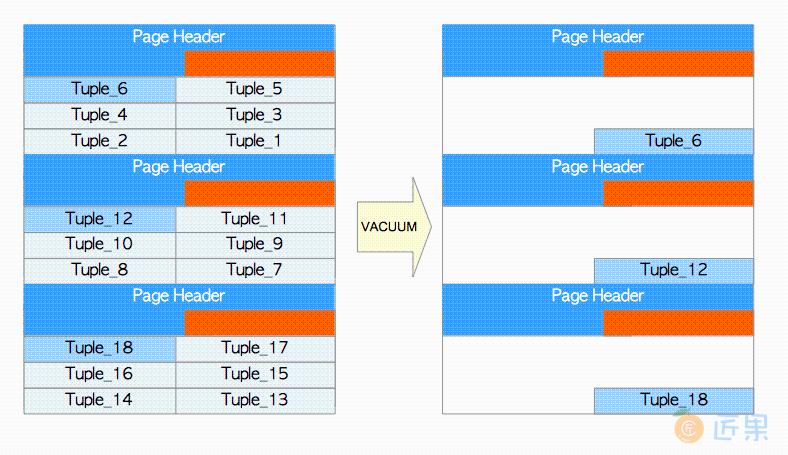 Page Header
Tuple_6 Tuple_5
Tuple_4 Tuple_3
Tuple_2 Tuple_1
Page Header
Tuple_12 Tuple_11
Tuple_10 Tuple_9
Tuple_8 Tuple_7
Page Header
Tuple_18 Tuple_17
Tuple_16 Tuple_15
Tuple_14 Tuple_13
VACUUM
Page Header
Tuple_6
Page Header
Tuple_12
Page Header
Tuple_18
匠 匠果